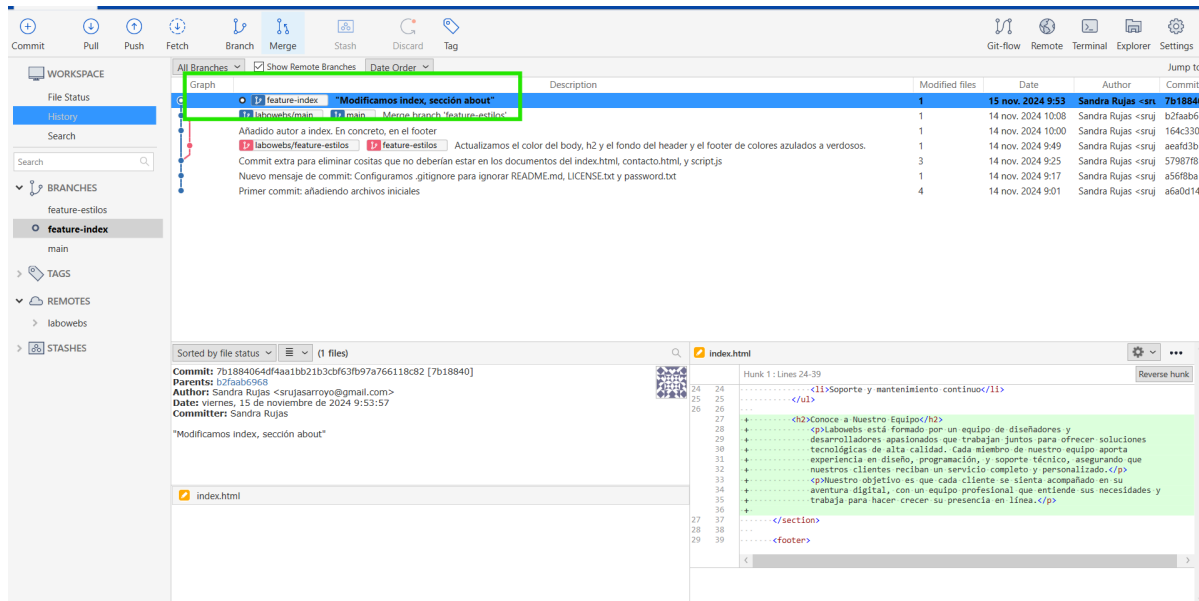 Commit Pull Push Fetch Branch Merge Stash Discard Tag Git-flow Remote Terminal Explorer Settings
WORKSPACE
File Status
History
Search
Search
BRANCHES
feature-estilos
feature-index
main
TAGS
REMOTES
labowebs
STASHES
All Branches Show Remote Branches Date Order Jump to
Graph Description Modified files Date Author Commit
feature-index "Modificamos index, sección about" 1 15 nov. 2024 9:53 Sandra Rujas <sru 7b1884
labowebs/main main Merge branch 'feature-estilos' 1 14 nov. 2024 10:08 Sandra Rujas <sruj b2faab6
Añadido autor a index. En concreto, en el footer 1 14 nov. 2024 10:00 Sandra Rujas <sruj 164c330
labowebs/feature-estilos feature-estilos Actualizamos el color del body, h2 y el fondo del header y el footer de colores azulados a verdosos. 1 14 nov. 2024 9:49 Sandra Rujas <sruj aeafd3b
Commit extra para eliminar cositas que no deberían estar en los documentos del index.html, contacto.html, y script.js 3 14 nov. 2024 9:25 Sandra Rujas <sruj 57987f8
Nuevo mensaje de commit: Configuramos .gitignore para ignorar README.md, LICENSE.txt y password.txt 1 14 nov. 2024 9:17 Sandra Rujas <sruj a56f8ba
Primer commit: añadiendo archivos iniciales 4 14 nov. 2024 9:01 Sandra Rujas <sruj a6a0d14
Sorted by file status (1 files)
Commit: 7b1884064df4aa1bb21b3cbf63fb97a766118c82 [7b18840]
Parents: b2faab6968
Author: Sandra Rujas <srujasarroyo@gmail.com>
Date: viernes, 15 de noviembre de 2024 9:53:57
Committer: Sandra Rujas
"Modificamos index, sección about"
index.html
index.html
Hunk 1 : Lines 24-39 Reverse hunk
24 24 <li>Soporte y mantenimiento continuo</li>
25 25 </ul>
26 26
27 + <h2>Conoce a Nuestro Equipo</h2>
28 + <p>Labowebs está formado por un equipo de diseñadores y
29 + desarrolladores apasionados que trabajan juntos para ofrecer soluciones
30 + tecnológicas de alta calidad. Cada miembro de nuestro equipo aporta
31 + experiencia en diseño, programación, y soporte técnico, asegurando que
32 + nuestros clientes reciban un servicio completo y personalizado.</p>
33 + <p>Nuestro objetivo es que cada cliente se sienta acompañado en su
34 + aventura digital, con un equipo profesional que entiende sus necesidades y
35 + trabaja para hacer crecer su presencia en línea.</p>
36 +
27 37 </section>
28 38
29 39 <footer>